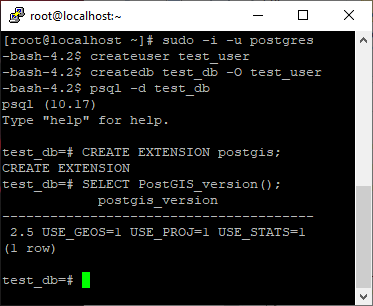 root@localhost:~
[root@localhost ~]# sudo -i -u postgres
-bash-4.2$ createuser test_user
-bash-4.2$ createdb test_db -O test_user
-bash-4.2$ psql -d test_db
psql (10.17)
Type "help" for help.

test_db=# CREATE EXTENSION postgis;
CREATE EXTENSION
test_db=# SELECT PostGIS_version();
            postgis_version
---------------------------------------
 2.5 USE_GEOS=1 USE_PROJ=1 USE_STATS=1
(1 row)

test_db=#